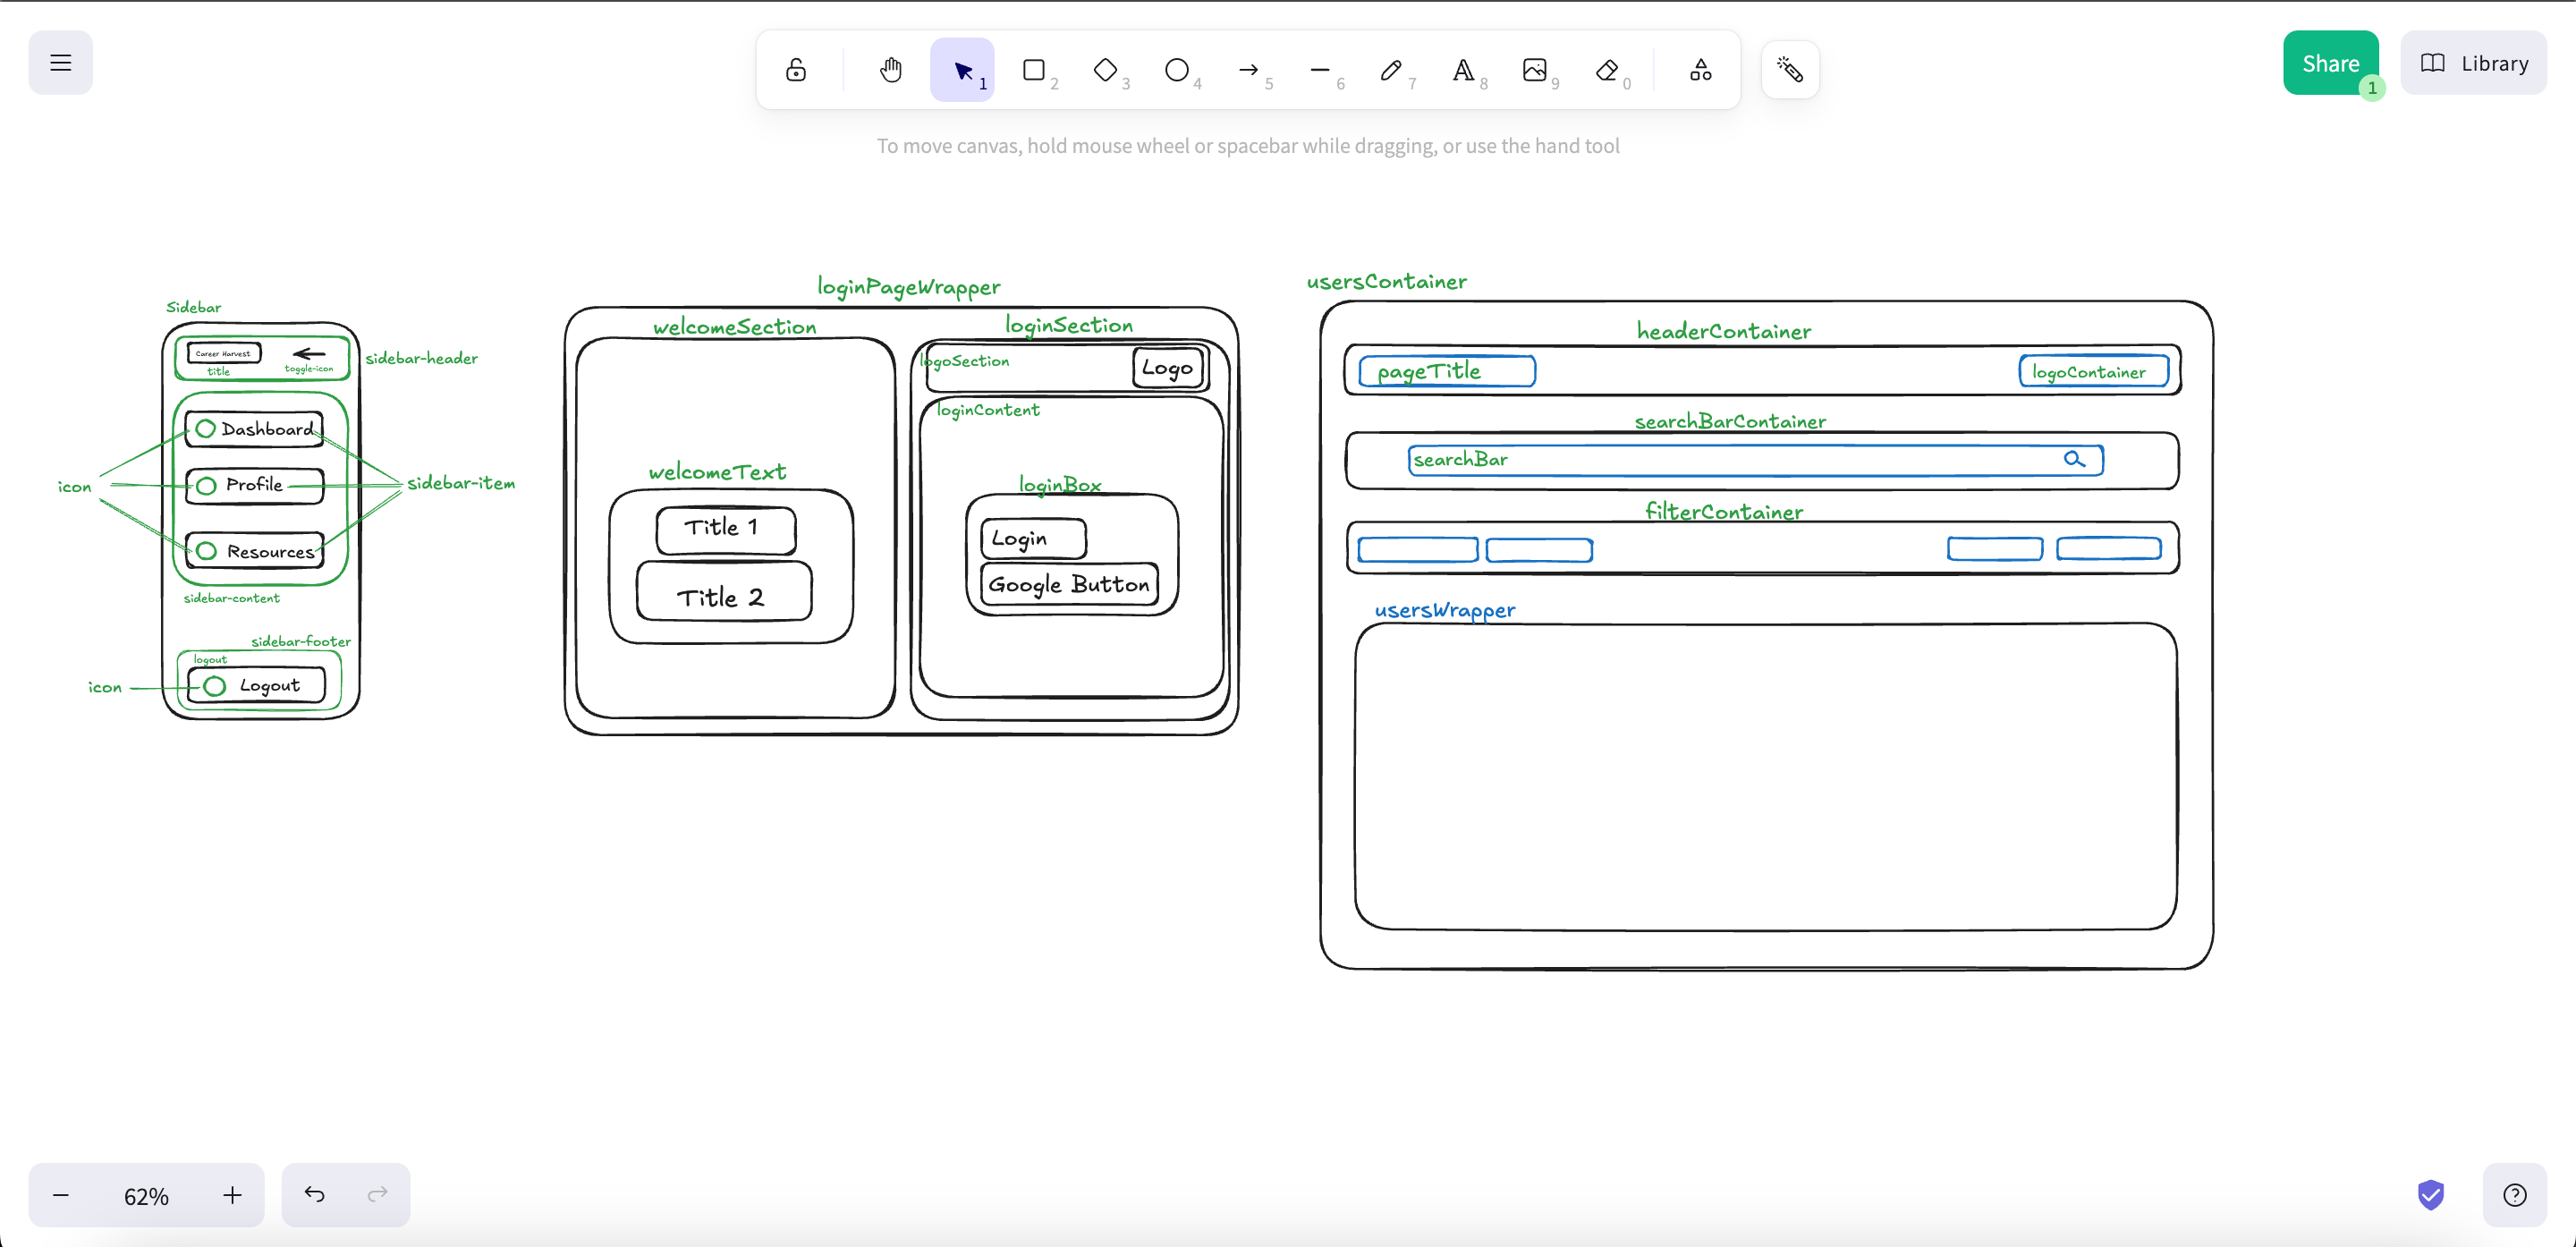 1
2
3
4
5
6
7
8
9
0
Share
1
Library
To move canvas, hold mouse wheel or spacebar while dragging, or use the hand tool
Sidebar
Career Harvest
title
toggle-icon
sidebar-header
Dashboard
Profile
Resources
icon
sidebar-item
sidebar-content
sidebar-footer
logout
Logout
icon
loginPageWrapper
welcomeSection
welcomeText
Title 1
Title 2
loginSection
logoSection
Logo
loginContent
loginBox
Login
Google Button
usersContainer
headerContainer
pageTitle
logoContainer
searchBarContainer
searchBar
filterContainer
usersWrapper
62%